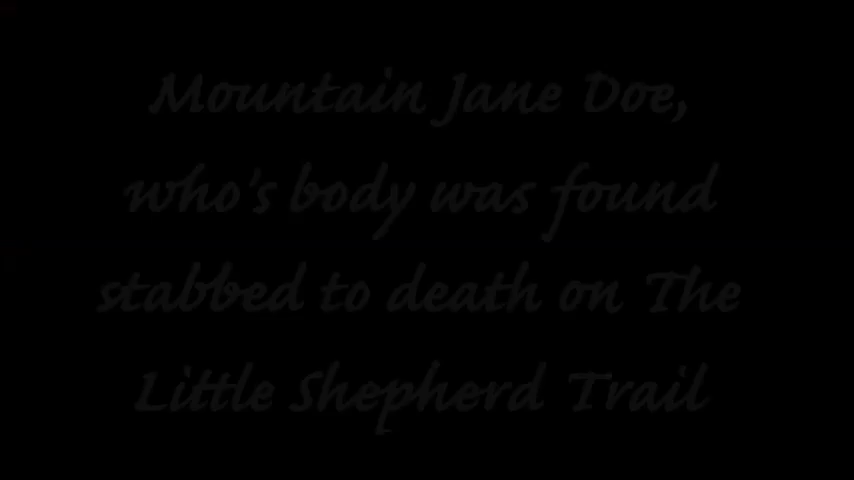 Mountain Jane Doe,
who's body was found
stabbed to death on The
Little Shepherd Trail